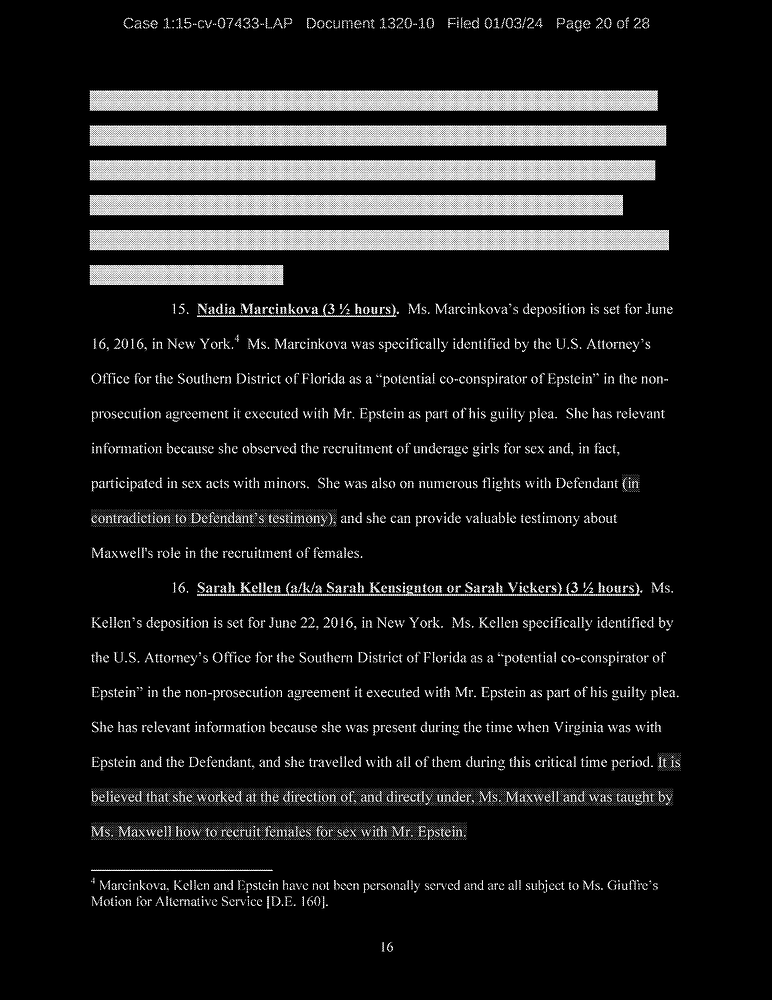 Case 1:15-cv-07433-LAP Document 1320-10 Filed 01/03/24 Page 20 of 28
15. Nadia Marcinkova (3 ½ hours). Ms. Marcinkova's deposition is set for June
16, 2016, in New York.4 Ms. Marcinkova was specifically identified by the U.S. Attorney's
Office for the Southern District of Florida as a “potential co-conspirator of Epstein” in the non-
prosecution agreement it executed with Mr. Epstein as part of his guilty plea. She has relevant
information because she observed the recruitment of underage girls for sex and, in fact,
participated in sex acts with minors. She was also on numerous flights with Defendant (in
contradiction to Defendant's testimony), and she can provide valuable testimony about
Maxwell's role in the recruitment of females.
16. Sarah Kellen (a/k/a Sarah Kensignton or Sarah Vickers) (3 ½ hours). Ms.
Kellen's deposition is set for June 22, 2016, in New York. Ms. Kellen specifically identified by
the U.S. Attorney's Office for the Southern District of Florida as a “potential co-conspirator of
Epstein” in the non-prosecution agreement it executed with Mr. Epstein as part of his guilty plea.
She has relevant information because she was present during the time when Virginia was with
Epstein and the Defendant, and she travelled with all of them during this critical time period. It is
believed that she worked at the direction of, and directly under, Ms. Maxwell and was taught by
Ms. Maxwell how to recruit females for sex with Mr. Epstein.
4 Marcinkova, Kellen and Epstein have not been personally served and are all subject to Ms. Giuffre's
Motion for Alternative Service [D.E. 160].
16